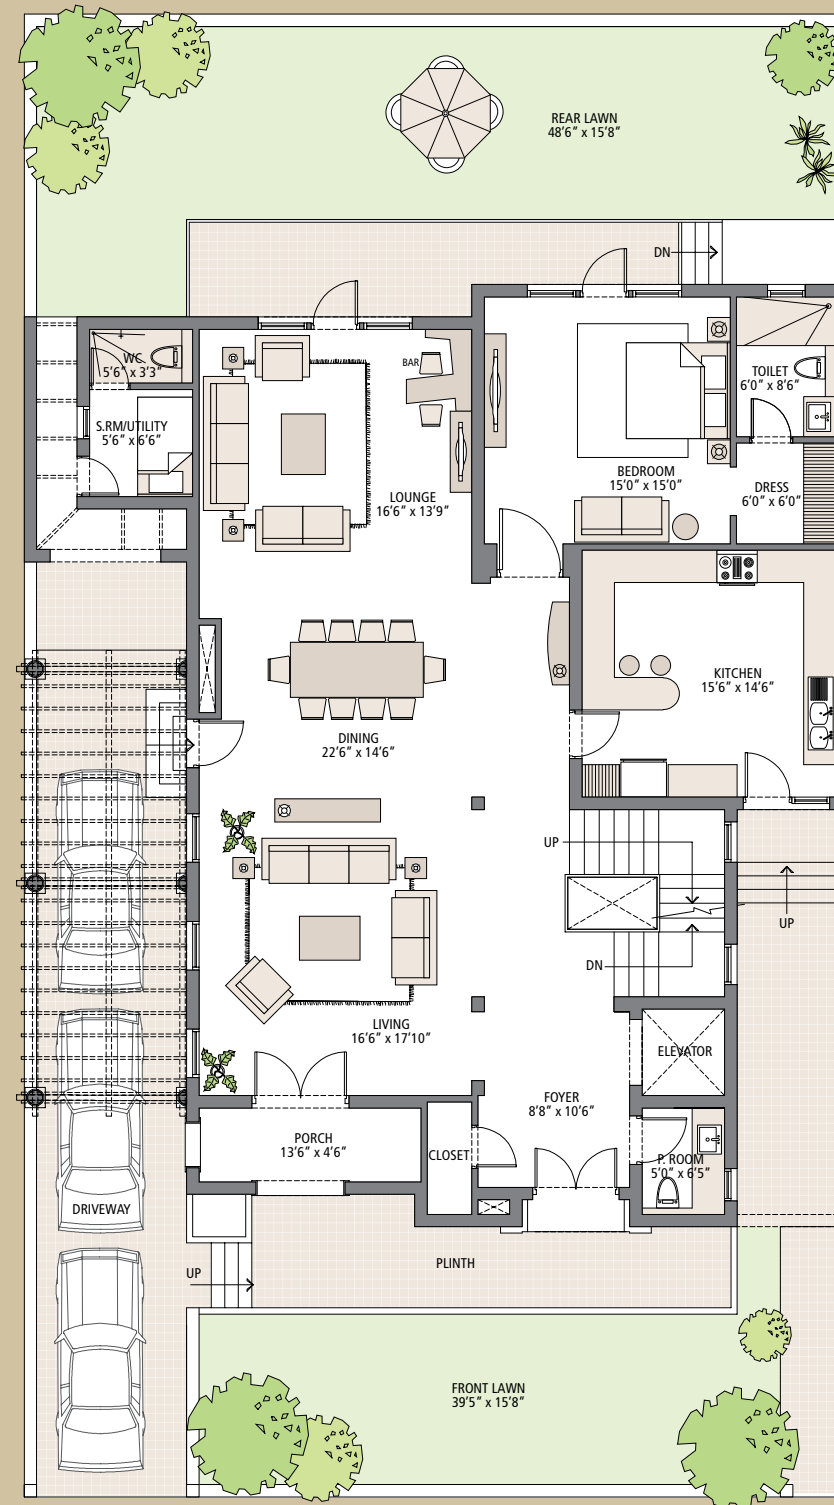 REAR LAWN
48'6" x 15'8"
DN
WC
5'6" x 3'3"
BAR
TOILET
6'0" x 8'6"
S.RM/UTILITY
5'6" x 6'6"
BEDROOM
15'0" x 15'0"
LOUNGE
16'6" x 13'9"
DRESS
6'0" x 6'0"
KITCHEN
15'6" x 14'6"
DINING
22'6" x 14'6"
UP
UP
DN
LIVING
16'6" x 17'10"
ELEVATOR
FOYER
8'8" x 10'6"
PORCH
13'6" x 4'6"
CLOSET
P. ROOM
5'0" x 6'5"
DRIVEWAY
PLINTH
UP
FRONT LAWN
39'5" x 15'8"